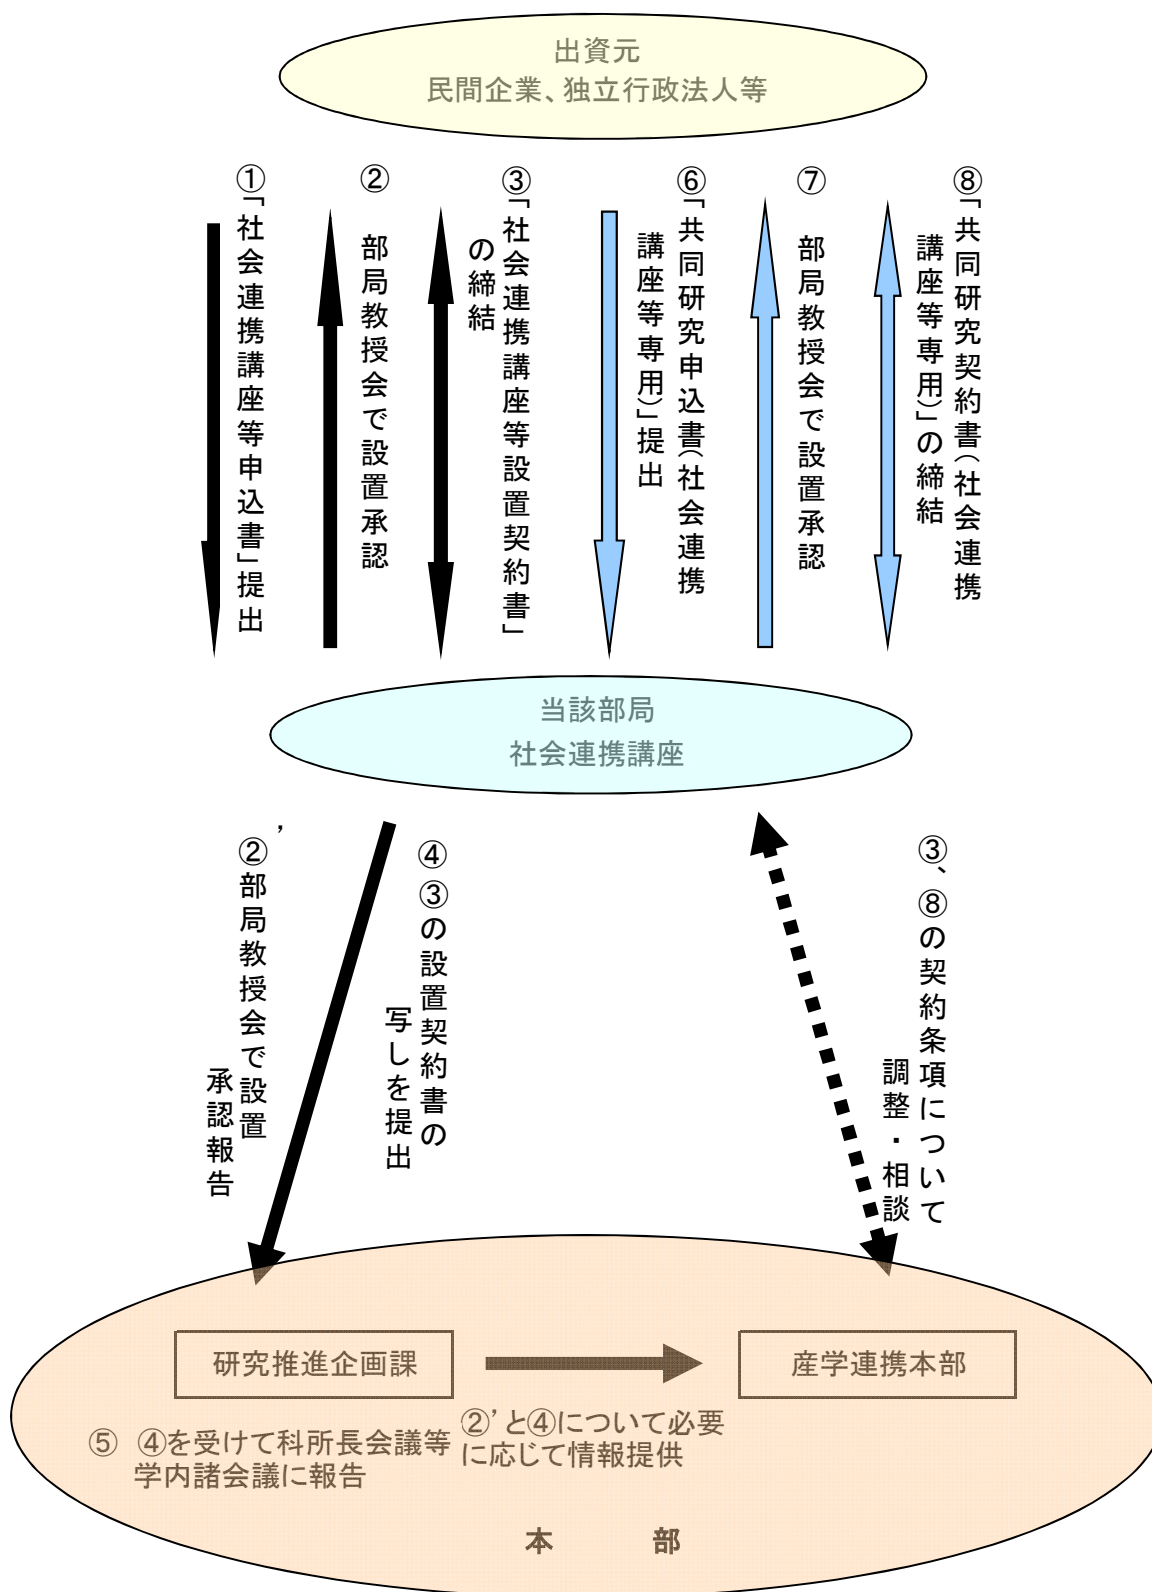 出資元
民間企業、独立行政法人等
①「社会連携講座等申込書」提出
②　部局教授会で設置承認
③「社会連携講座等設置契約書」
の締結
⑥「共同研究申込書（社会連携
講座等専用）」提出
⑦　部局教授会で設置承認
⑧「共同研究契約書（社会連携
講座等専用）」の締結
当該部局
社会連携講座
②’部局教授会で設置
承認報告
④③の設置契約書の
写しを提出
③、⑧の契約条項について
調整・相談
研究推進企画課
産学連携本部
⑤　④を受けて科所長会議等
学内諸会議に報告
②’と④について必要
に応じて情報提供
本　部